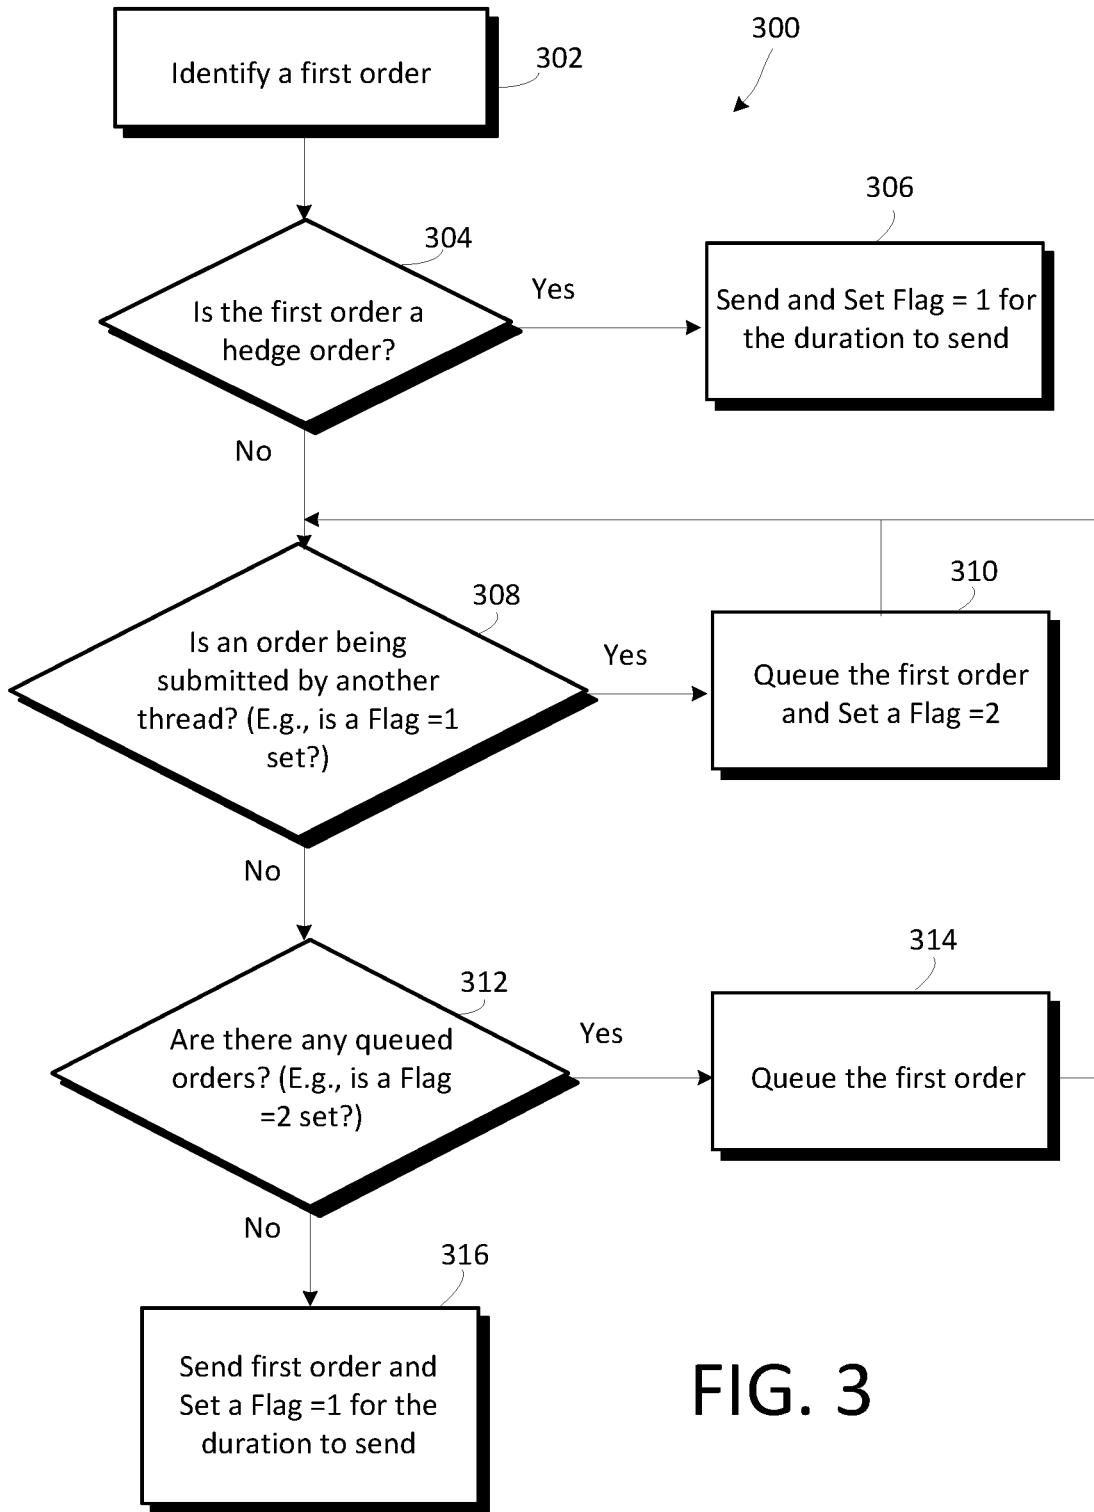 Identify a first order
302
300
304
Is the first order a
hedge order?
Yes
306
Send and Set Flag = 1 for
the duration to send
No
308
Is an order being
submitted by another
thread? (E.g., is a Flag =1
set?)
Yes
310
Queue the first order
and Set a Flag =2
No
312
Are there any queued
orders? (E.g., is a Flag
=2 set?)
Yes
314
Queue the first order
No
316
Send first order and
Set a Flag =1 for the
duration to send
FIG. 3